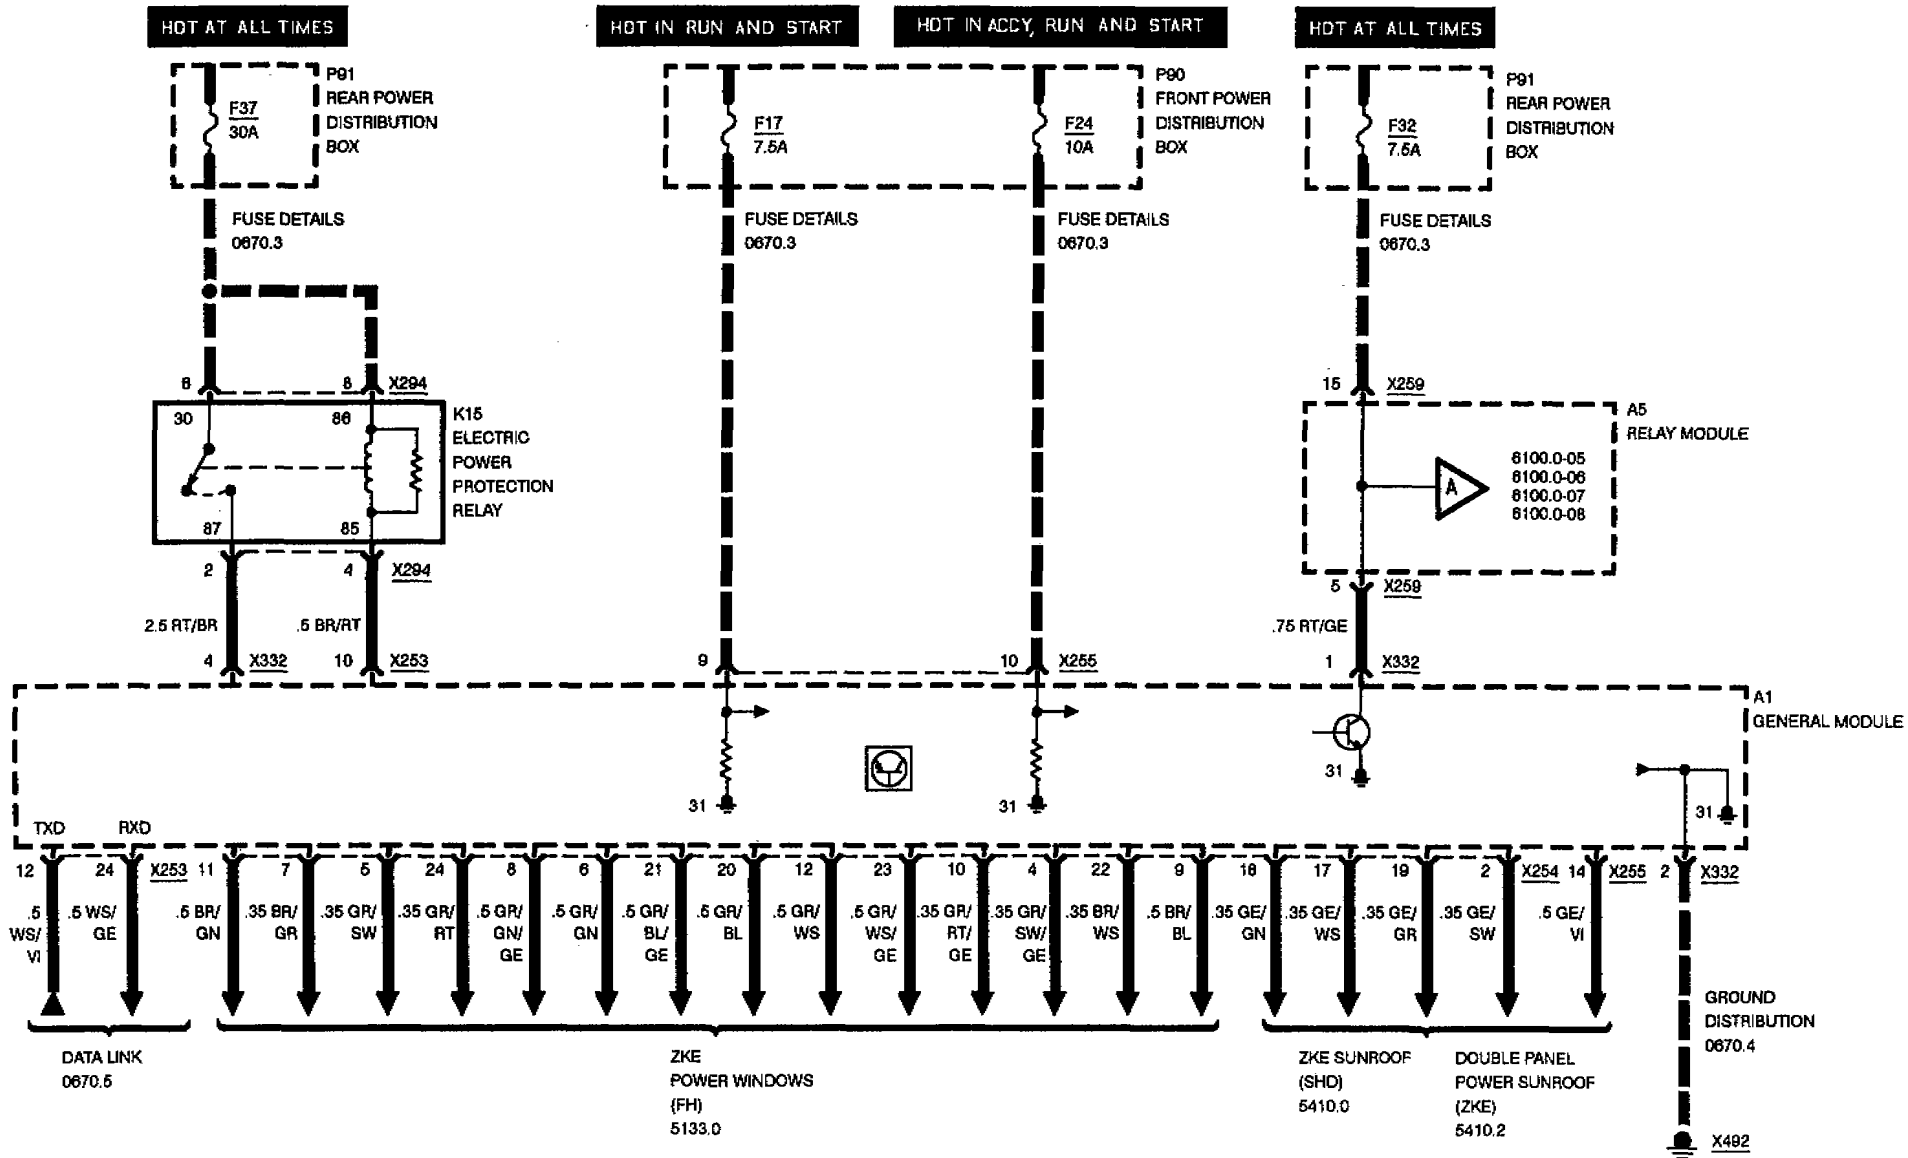 HOT AT ALL TIMES
HOT IN RUN AND START
HOT IN ACCY, RUN AND START
HOT AT ALL TIMES
F37
30A
P91
REAR POWER
DISTRIBUTION
BOX
F17
7.5A
F24
10A
P90
FRONT POWER
DISTRIBUTION
BOX
F32
7.5A
P91
REAR POWER
DISTRIBUTION
BOX
FUSE DETAILS
0670.3
FUSE DETAILS
0670.3
FUSE DETAILS
0670.3
FUSE DETAILS
0670.3
6 8 X294
30 86
87 85
K15
ELECTRIC
POWER
PROTECTION
RELAY
2 4 X294
2.5 RT/BR .5 BR/RT
4 X332 10 X253
9 10 X255
15 X259
A5
RELAY MODULE
A
6100.0-05
6100.0-06
6100.0-07
6100.0-08
5 X259
.75 RT/GE
1 X332
A1
GENERAL MODULE
31
31
31
31
TXD RXD
12 24 X253 11 7 5 24 8 6 21 20 12 23 10 4 22 9 18 17 19 2 X254 14 X255 2 X332
.5
WS/
VI
.5 WS/
GE
.5 BR/
GN
.35 BR/
GR
.35 GR/
SW
.35 GR/
RT
.5 GR/
GN/
GE
.5 GR/
GN
.5 GR/
BL/
GE
.5 GR/
BL
.5 GR/
WS
.5 GR/
WS/
GE
.35 GR/
RT/
GE
.35 GR/
SW/
GE
.35 BR/
WS
.5 BR/
BL
.35 GE/
GN
.35 GE/
WS
.35 GE/
GR
.35 GE/
SW
.5 GE/
VI
GROUND
DISTRIBUTION
0670.4
DATA LINK
0670.5
ZKE
POWER WINDOWS
(FH)
5133.0
ZKE SUNROOF
(SHD)
5410.0
DOUBLE PANEL
POWER SUNROOF
(ZKE)
5410.2
X492